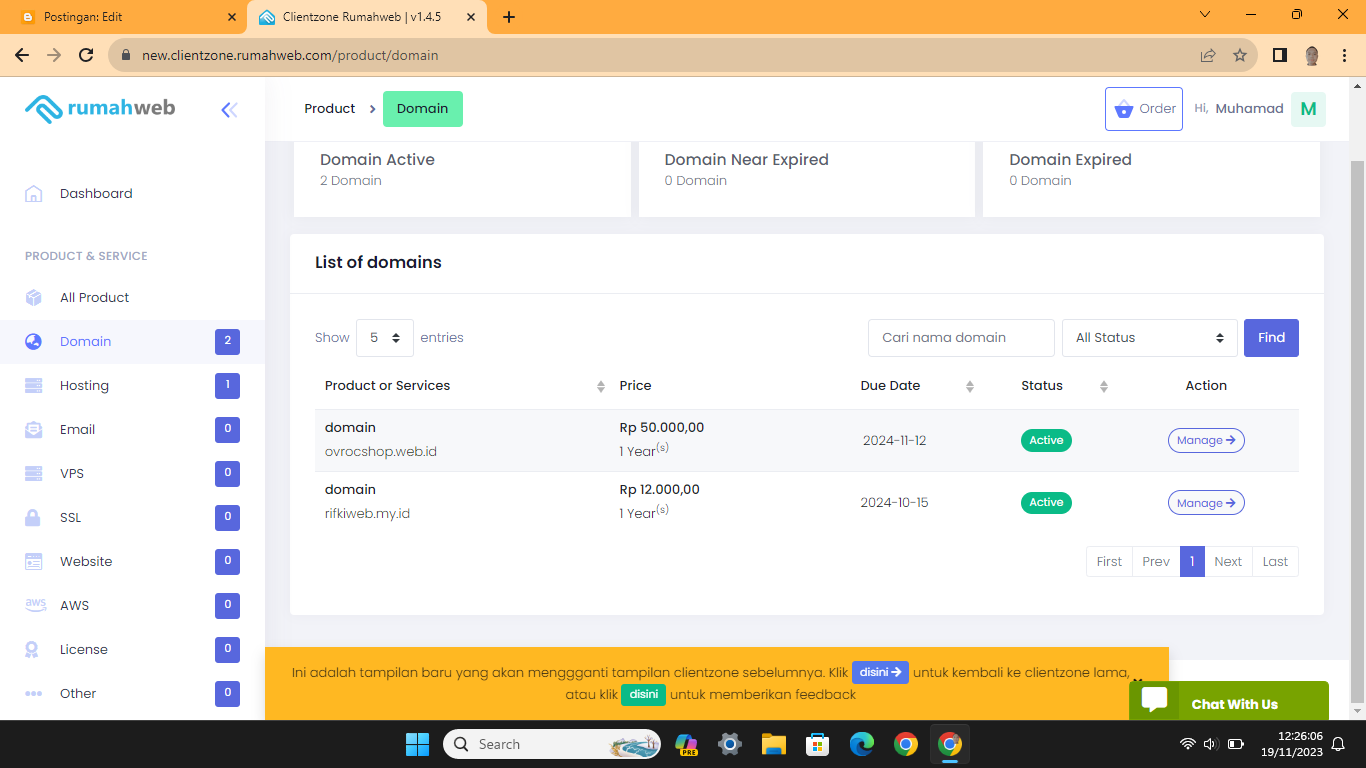 Postingan: Edit
Clientzone Rumahweb | v1.4.5
new.clientzone.rumahweb.com/product/domain
rumahweb
Product > Domain
Order
Hi, Muhamad M
Dashboard
PRODUCT & SERVICE
All Product
Domain 2
Hosting 1
Email 0
VPS 0
SSL 0
Website 0
aws AWS 0
License 0
Other 0
Domain Active
2 Domain
Domain Near Expired
0 Domain
Domain Expired
0 Domain
List of domains
Show 5 entries
Cari nama domain
All Status
Find
Product or Services Price Due Date Status Action
domain Rp 50.000,00
ovrocshop.web.id 1 Year(s) 2024-11-12 Active Manage →
domain Rp 12.000,00
rifkiweb.my.id 1 Year(s) 2024-10-15 Active Manage →
First Prev 1 Next Last
Ini adalah tampilan baru yang akan menggganti tampilan clientzone sebelumnya. Klik disini → untuk kembali ke clientzone lama,
atau klik disini untuk memberikan feedback
Chat With Us
Search
PRE
12:26:06
19/11/2023